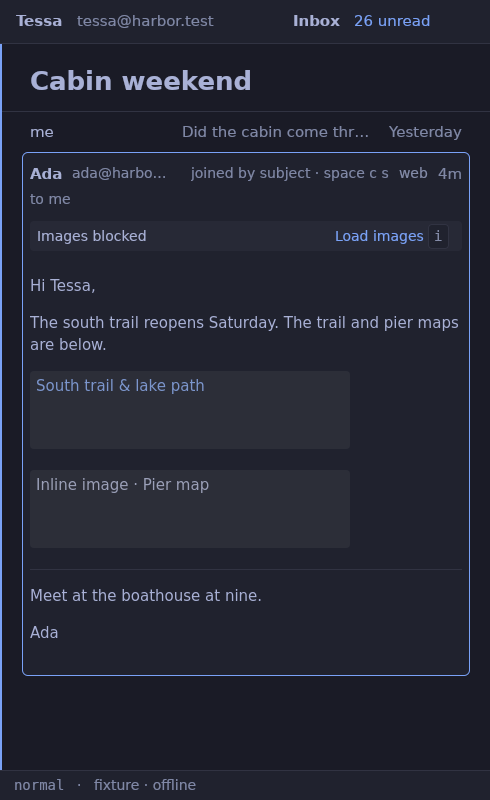 Tessa tessa@harbor.test Inbox 26 unread
Cabin weekend
me Did the cabin come thr… Yesterday
Ada ada@harbo… joined by subject · space c s web 4m
to me
Images blocked Load images i
Hi Tessa,
The south trail reopens Saturday. The trail and pier maps
are below.
South trail & lake path
Inline image · Pier map
Meet at the boathouse at nine.
Ada
normal · fixture · offline